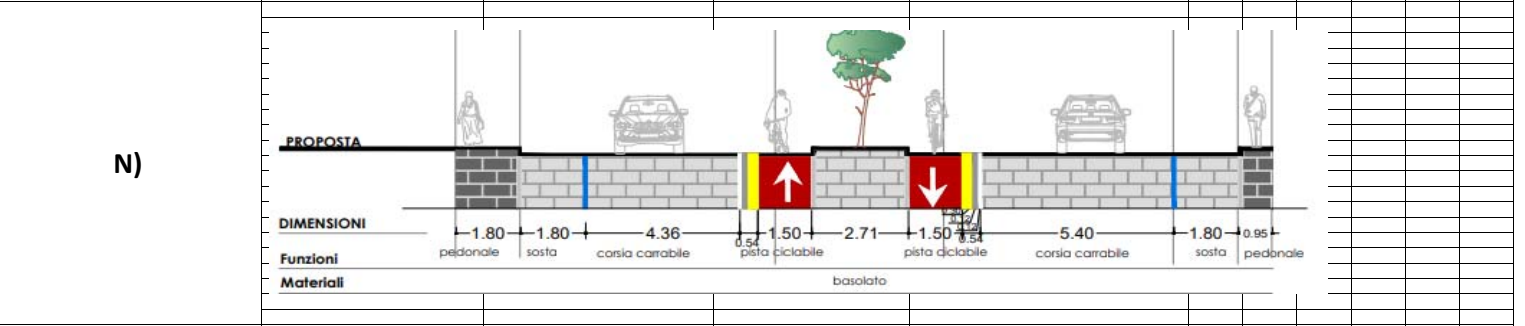 N)
PROPOSTA
DIMENSIONI
1.80 1.80 4.36 0.54 1.50 2.71 1.50 0.54 5.40 1.80 0.95
pedonale sosta corsia carrabile pista ciclabile pista ciclabile corsia carrabile sosta pedonale
Funzioni
Materiali basolato